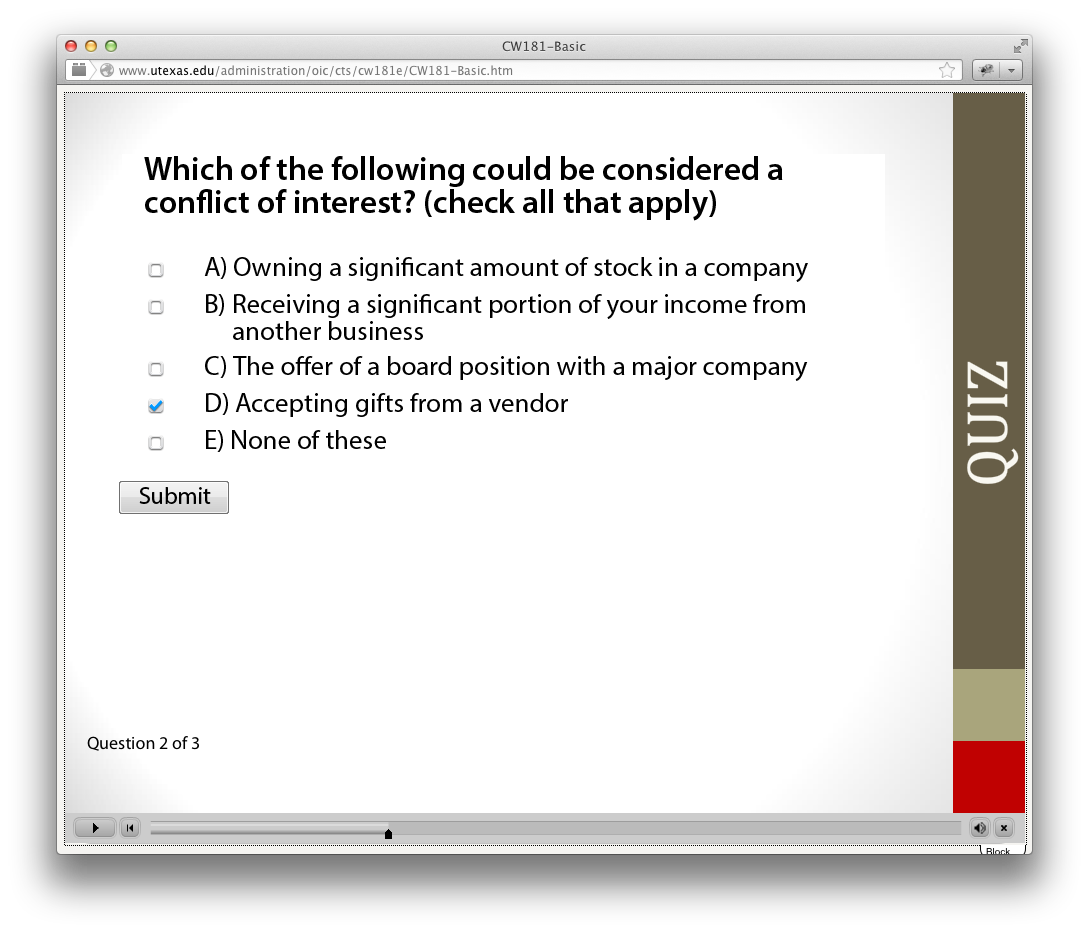 CW181-Basic
www.utexas.edu/administration/oic/cts/cw181e/CW181-Basic.htm
Which of the following could be considered a
conflict of interest? (check all that apply)
A) Owning a significant amount of stock in a company
B) Receiving a significant portion of your income from
another business
C) The offer of a board position with a major company
D) Accepting gifts from a vendor
E) None of these
Submit
QUIZ
Question 2 of 3
Block